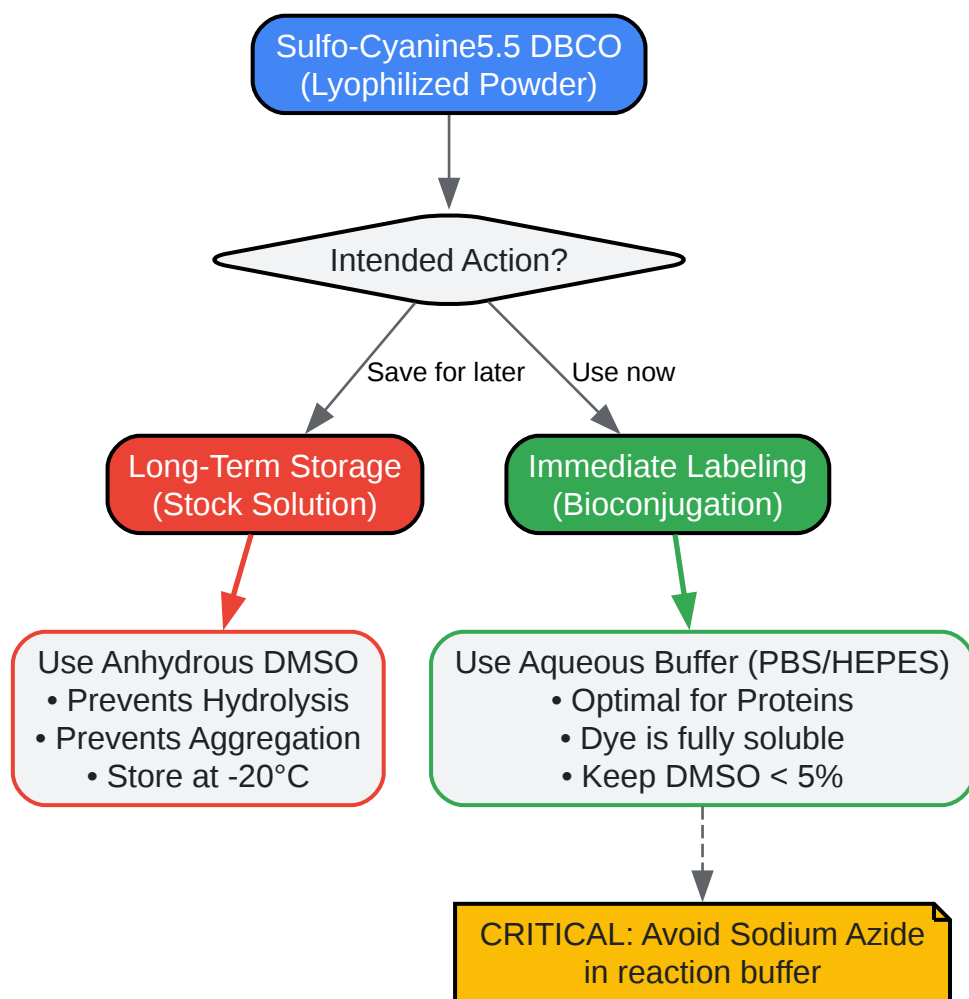 Sulfo-Cyanine5.5 DBCO
(Lyophilized Powder)
Intended Action?
Save for later
Use now
Long-Term Storage
(Stock Solution)
Immediate Labeling
(Bioconjugation)
Use Anhydrous DMSO
• Prevents Hydrolysis
• Prevents Aggregation
• Store at -20°C
Use Aqueous Buffer (PBS/HEPES)
• Optimal for Proteins
• Dye is fully soluble
• Keep DMSO < 5%
CRITICAL: Avoid Sodium Azide
in reaction buffer